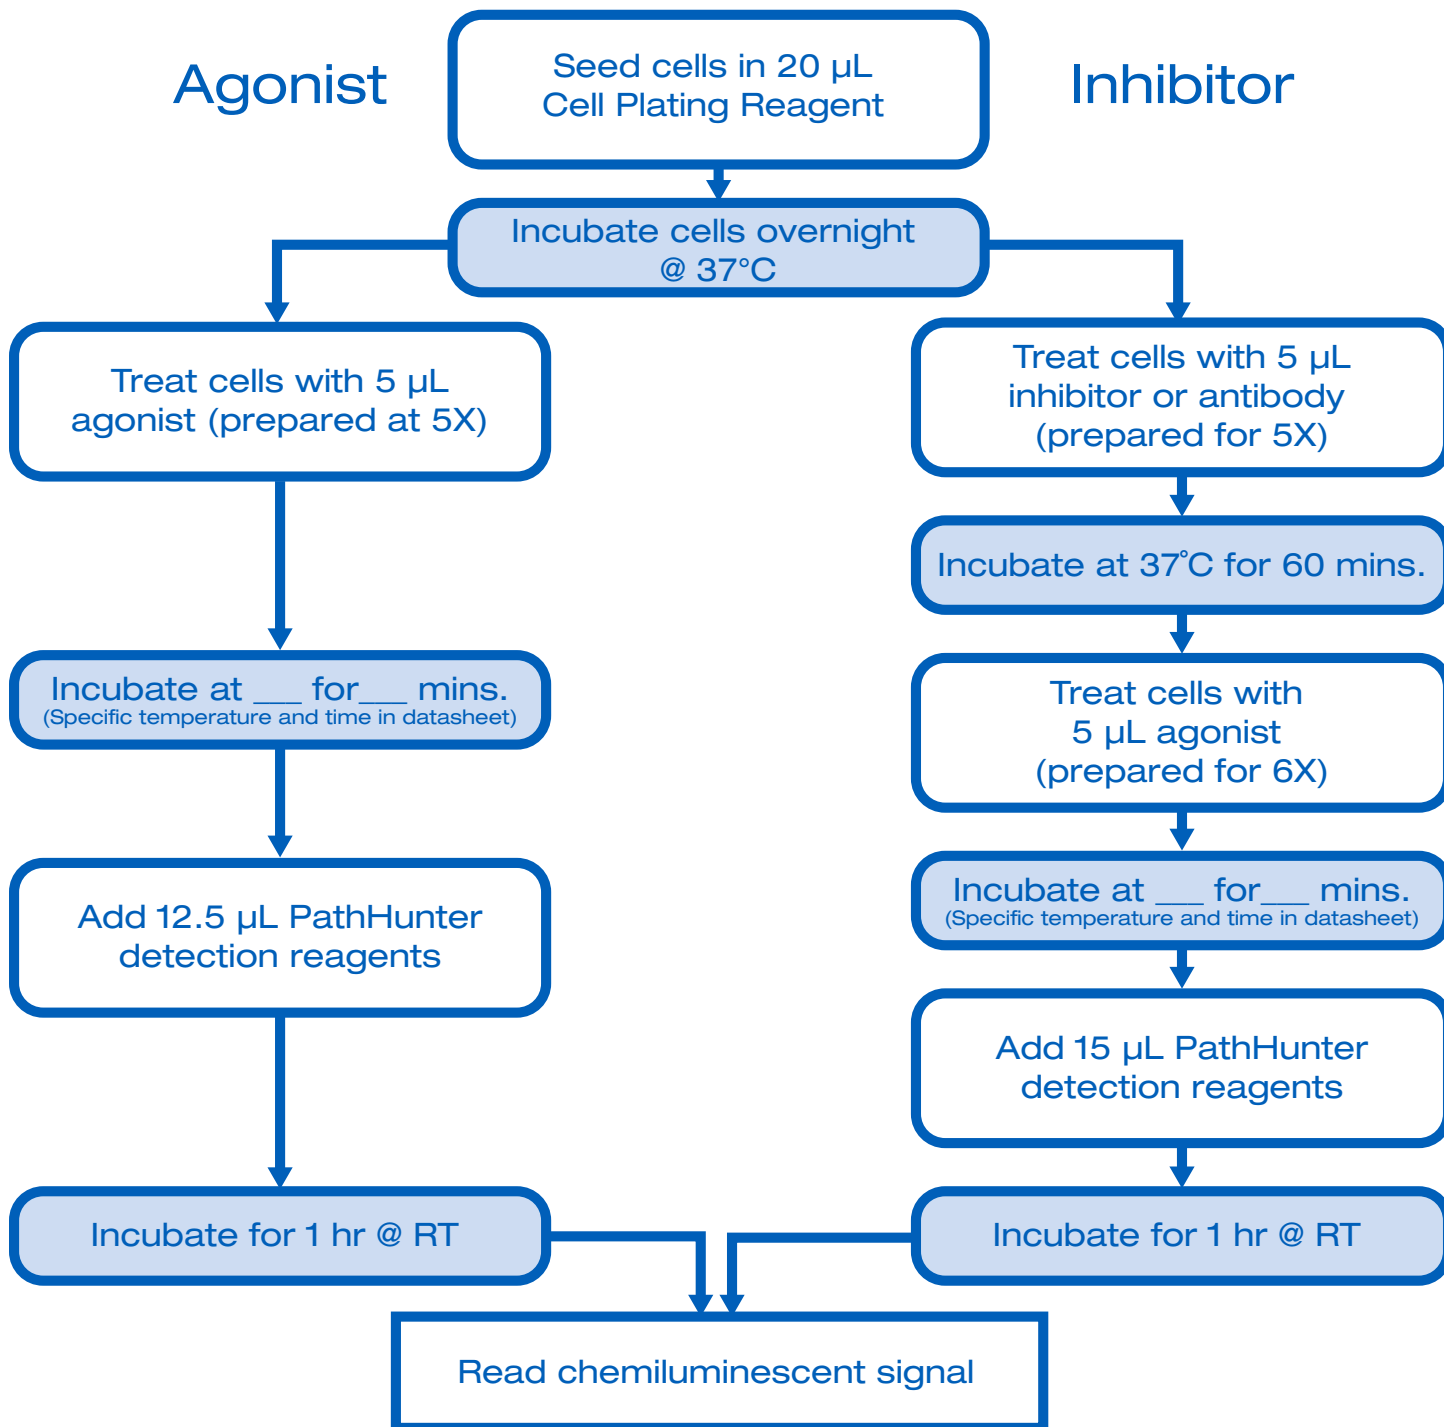 Agonist
Seed cells in 20 µL
Cell Plating Reagent
Inhibitor
Incubate cells overnight
@ 37°C
Treat cells with 5 µL
agonist (prepared at 5X)
Incubate at ___ for___ mins.
(Specific temperature and time in datasheet)
Add 12.5 µL PathHunter
detection reagents
Incubate for 1 hr @ RT
Treat cells with 5 µL
inhibitor or antibody
(prepared for 5X)
Incubate at 37°C for 60 mins.
Treat cells with
5 µL agonist
(prepared for 6X)
Incubate at ___ for___ mins.
(Specific temperature and time in datasheet)
Add 15 µL PathHunter
detection reagents
Incubate for 1 hr @ RT
Read chemiluminescent signal